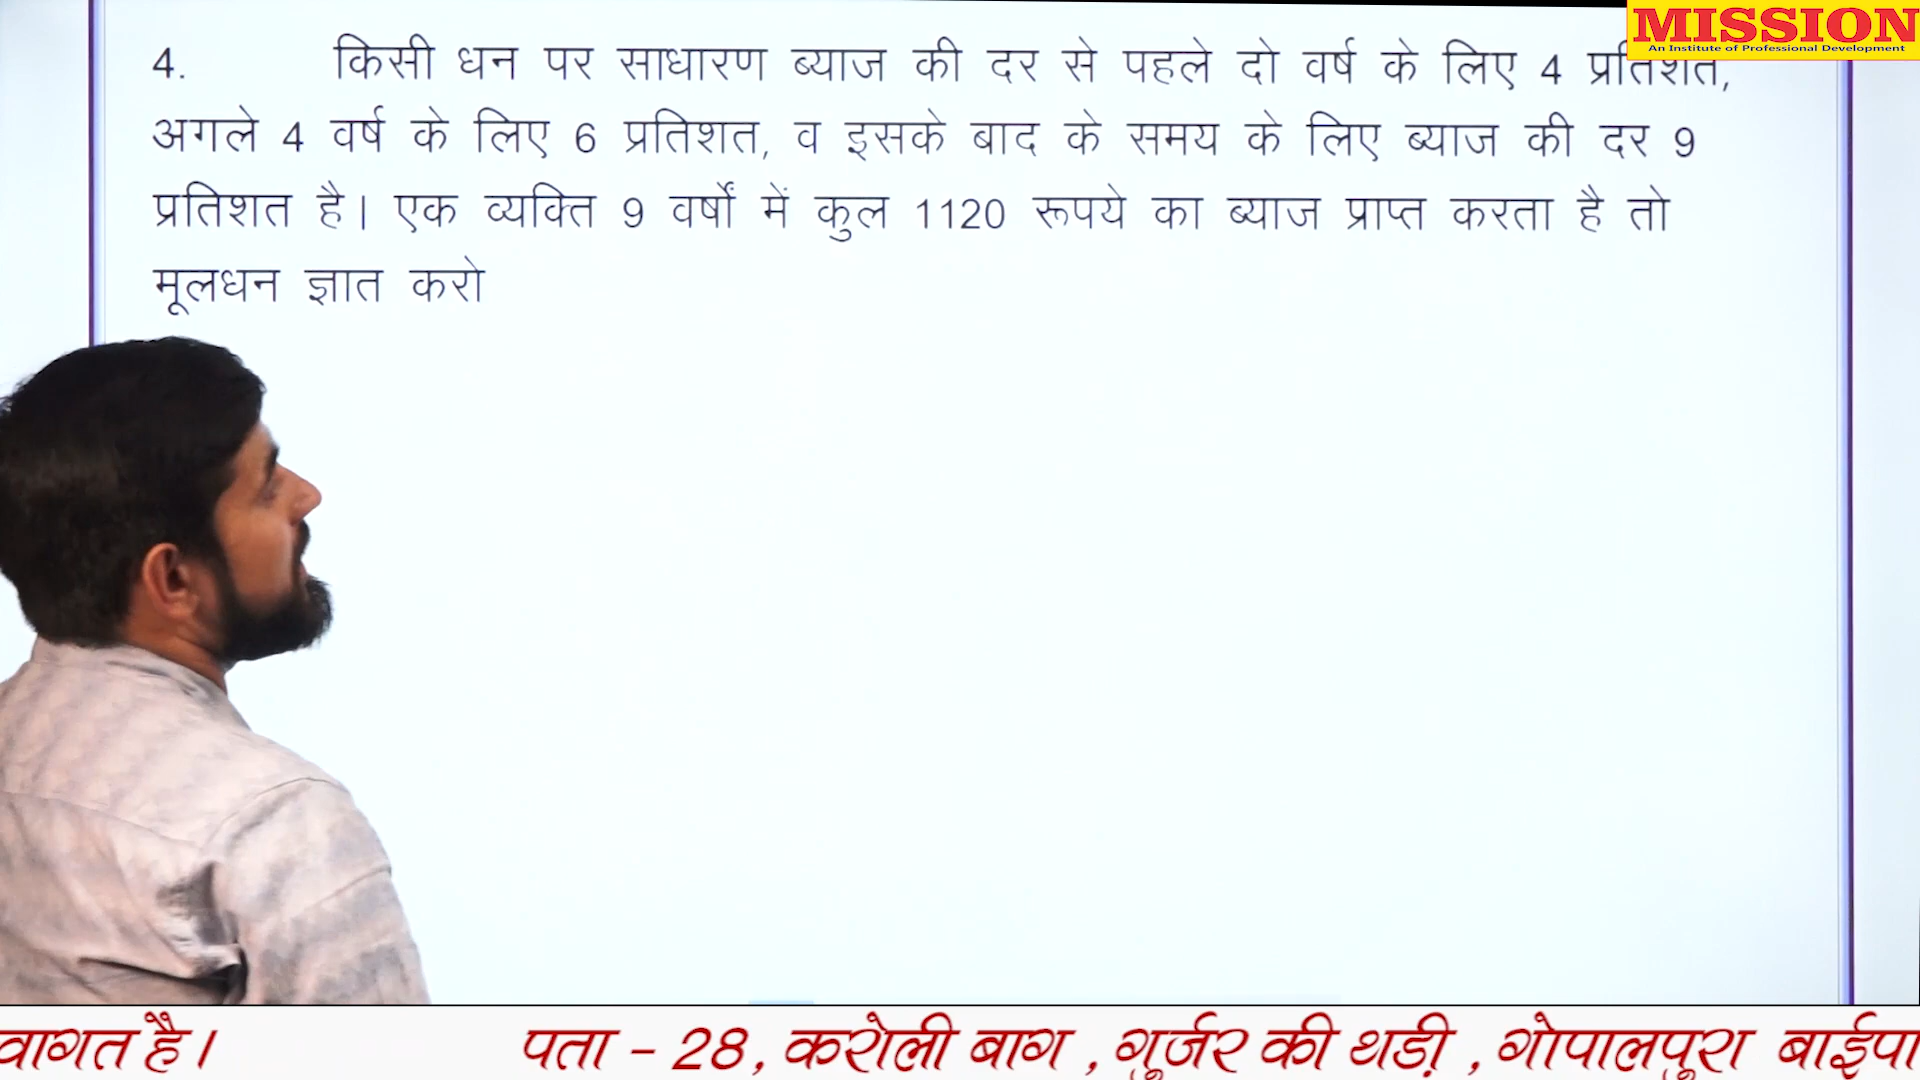 MISSION
An Institute of Professional Development
4. किसी धन पर साधारण ब्याज की दर से पहले दो वर्ष के लिए 4 प्रतिशत,
अगले 4 वर्ष के लिए 6 प्रतिशत, व इसके बाद के समय के लिए ब्याज की दर 9
प्रतिशत है। एक व्यक्ति 9 वर्षों में कुल 1120 रूपये का ब्याज प्राप्त करता है तो
मूलधन ज्ञात करो
वागत है। पता - 28, करोली बाग , गुर्जर की थडी़ , गोपालपुरा बाईपा